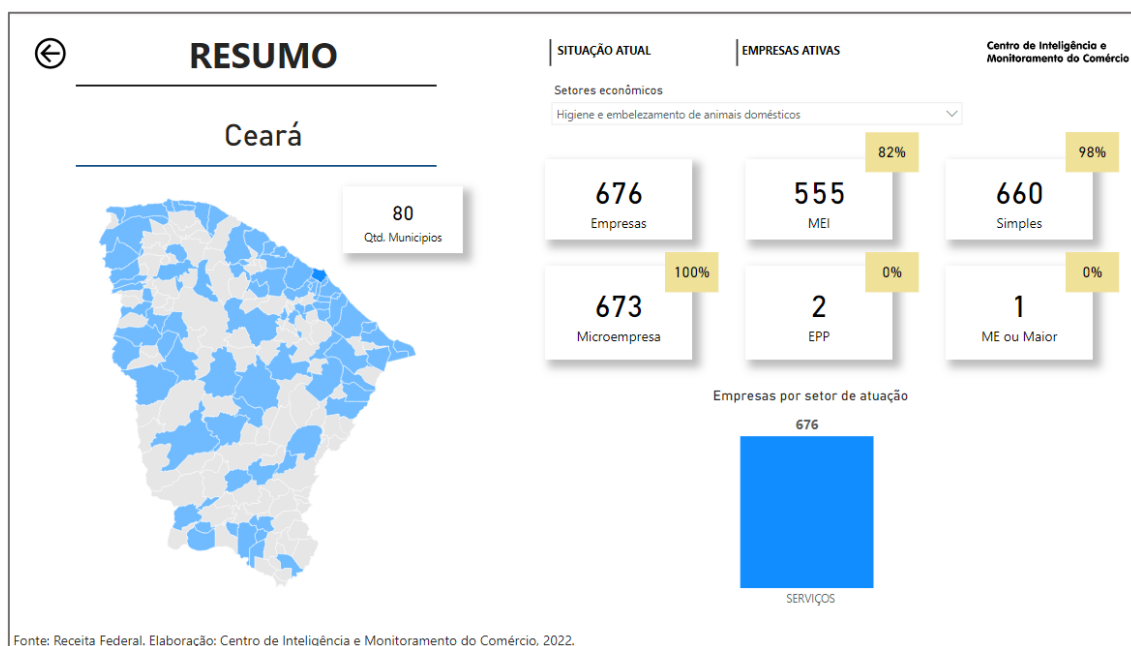 RESUMO
Ceará
80
Qtd. Municipios
SITUAÇÃO ATUAL
EMPRESAS ATIVAS
Centro de Inteligência e
Monitoramento do Comércio
Setores econômicos
Higiene e embelezamento de animais domésticos
676
Empresas
82%
555
MEI
98%
660
Simples
100%
673
Microempresa
0%
2
EPP
0%
1
ME ou Maior
Empresas por setor de atuação
676
SERVIÇOS
Fonte: Receita Federal. Elaboração: Centro de Inteligência e Monitoramento do Comércio, 2022.